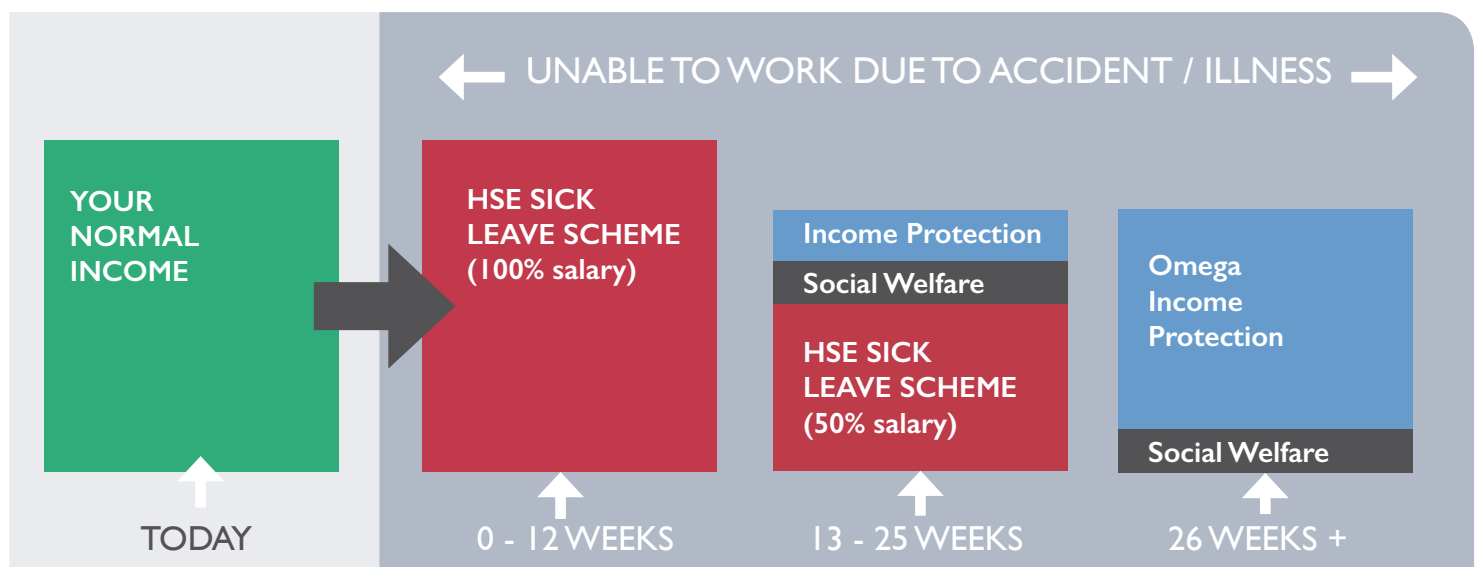 UNABLE TO WORK DUE TO ACCIDENT / ILLNESS
YOUR
NORMAL
INCOME
HSE SICK
LEAVE SCHEME
(100% salary)
Income Protection
Social Welfare
HSE SICK
LEAVE SCHEME
(50% salary)
Omega
Income
Protection
Social Welfare
TODAY
0 - 12 WEEKS
13 - 25 WEEKS
26 WEEKS +